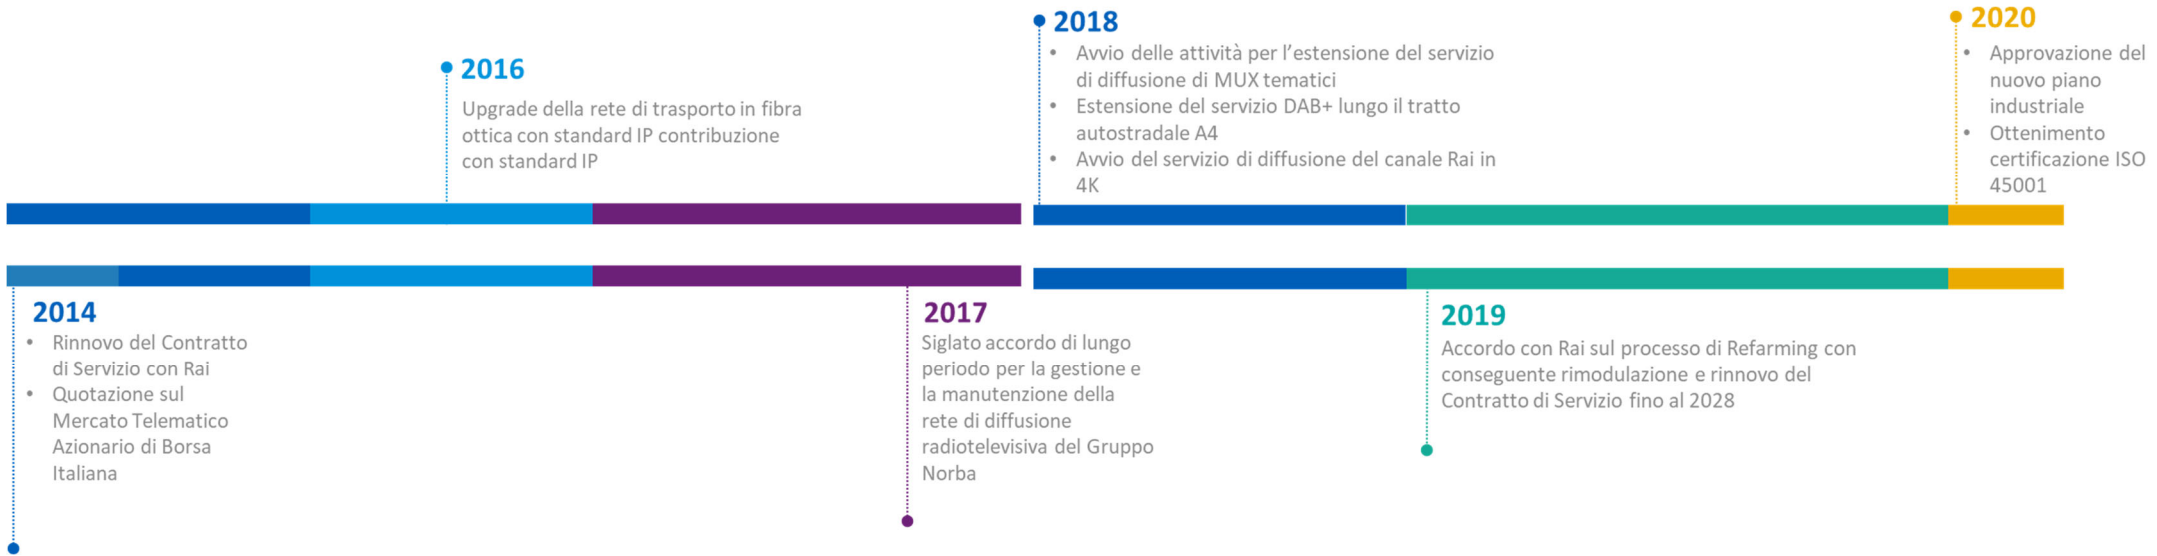 2016
Upgrade della rete di trasporto in fibra
ottica con standard IP contribuzione
con standard IP
2018
• Avvio delle attività per l'estensione del servizio
di diffusione di MUX tematici
• Estensione del servizio DAB+ lungo il tratto
autostradale A4
• Avvio del servizio di diffusione del canale Rai in
4K
2020
• Approvazione del
nuovo piano
industriale
• Ottenimento
certificazione ISO
45001
2014
• Rinnovo del Contratto
di Servizio con Rai
• Quotazione sul
Mercato Telematico
Azionario di Borsa
Italiana
2017
Siglato accordo di lungo
periodo per la gestione e
la manutenzione della
rete di diffusione
radiotelevisiva del Gruppo
Norba
2019
Accordo con Rai sul processo di Refarming con
conseguente rimodulazione e rinnovo del
Contratto di Servizio fino al 2028